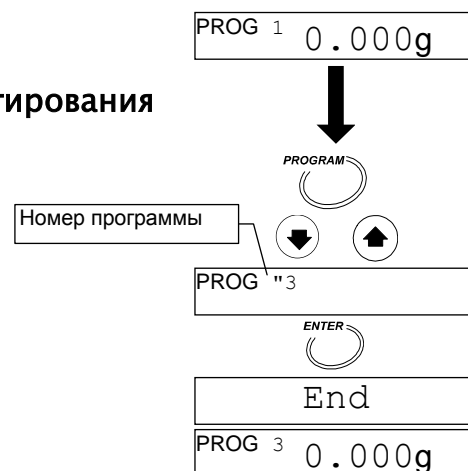 PROG 1 0.000g
тирования
PROGRAM
Номер программы
PROG "3
ENTER
End
PROG 3 0.000g